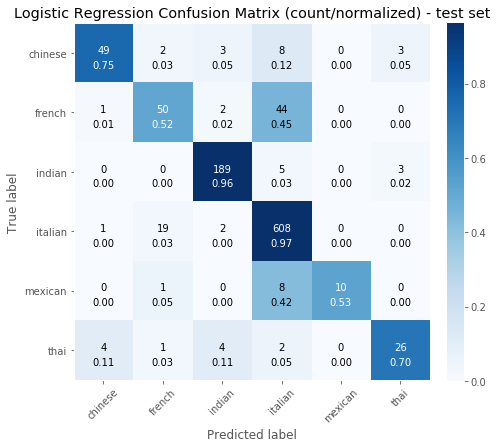 Logistic Regression Confusion Matrix (count/normalized) - test set
chinese 49 2 3 8 0 3
0.75 0.03 0.05 0.12 0.00 0.05
french 1 50 2 44 0 0
0.01 0.52 0.02 0.45 0.00 0.00
indian 0 0 189 5 0 3
0.00 0.00 0.96 0.03 0.00 0.02
italian 1 19 2 608 0 0
0.00 0.03 0.00 0.97 0.00 0.00
mexican 0 1 0 8 10 0
0.00 0.05 0.00 0.42 0.53 0.00
thai 4 1 4 2 0 26
0.11 0.03 0.11 0.05 0.00 0.70
chinese french indian italian mexican thai
True label
Predicted label
0.8
0.6
0.4
0.2
0.0